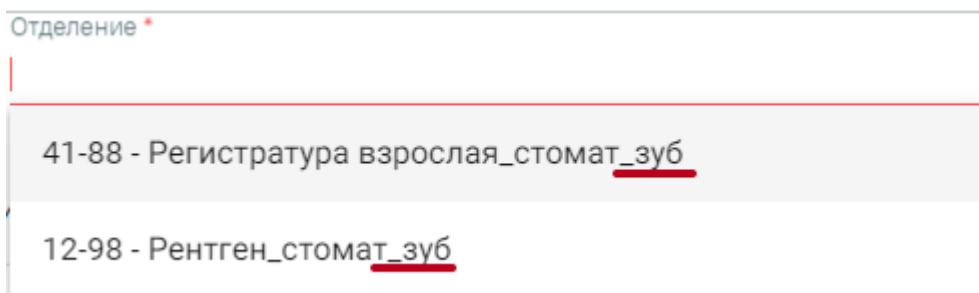 Отделение *
41-88 - Регистратура взрослая_стомат_зуб
12-98 - Рентген_стомат_зуб